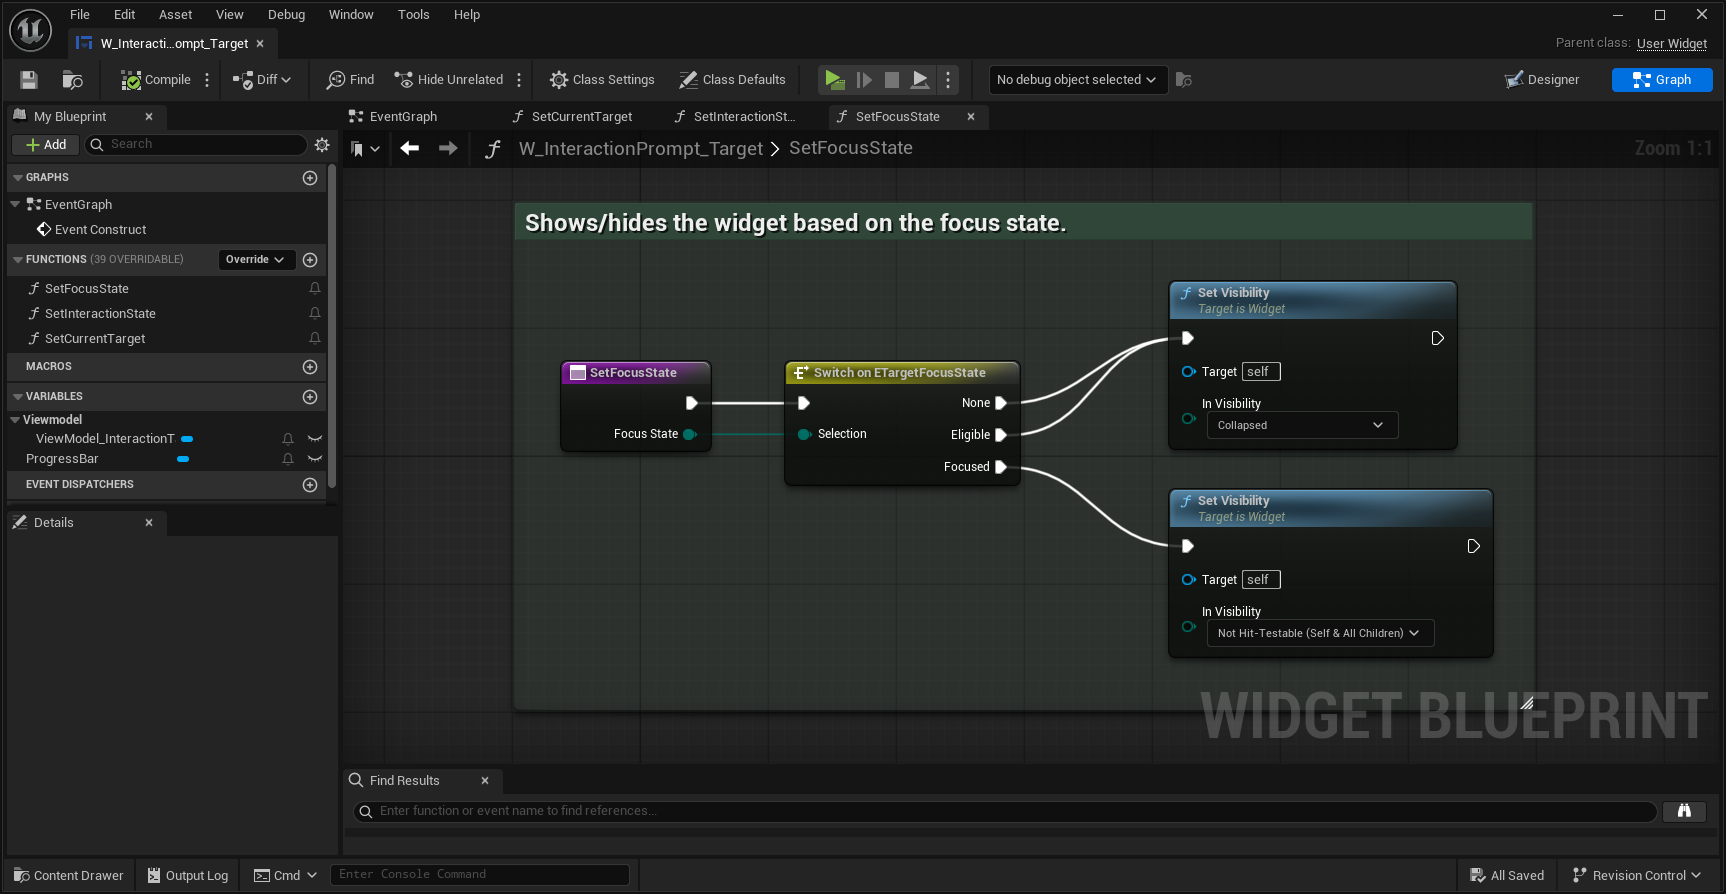 File Edit Asset View Debug Window Tools Help
W_Interacti...ompt_Target
Parent class: User Widget
Compile Diff Find Hide Unrelated Class Settings Class Defaults No debug object selected Designer Graph
My Blueprint
EventGraph SetCurrentTarget SetInteractionSt... SetFocusState
Add Search
W_InteractionPrompt_Target > SetFocusState Zoom 1:1
GRAPHS
EventGraph
Event Construct
FUNCTIONS (39 OVERRIDABLE) Override
SetFocusState
SetInteractionState
SetCurrentTarget
MACROS
VARIABLES
Viewmodel
ViewModel_InteractionT
ProgressBar
EVENT DISPATCHERS
Details
Shows/hides the widget based on the focus state.
SetFocusState
Focus State
Switch on ETargetFocusState
Selection
None
Eligible
Focused
Set Visibility
Target is Widget
Target self
In Visibility
Collapsed
Set Visibility
Target is Widget
Target self
In Visibility
Not Hit-Testable (Self & All Children)
WIDGET BLUEPRINT
Find Results
Enter function or event name to find references...
Content Drawer Output Log Cmd Enter Console Command All Saved Revision Control